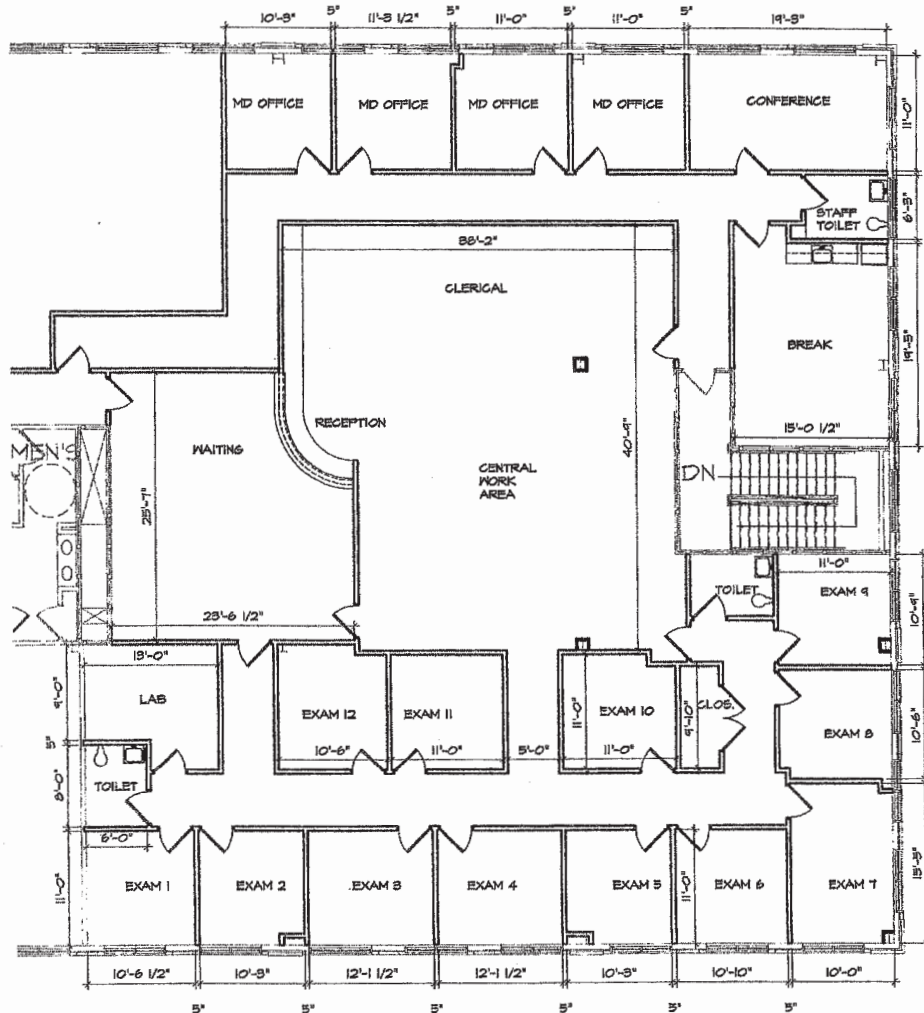 10'-3" 5" 11'-3 1/2" 5" 11'-0" 5" 11'-0" 5" 19'-3"
MD OFFICE
MD OFFICE
MD OFFICE
MD OFFICE
CONFERENCE
11'-0"
STAFF
TOILET
6'-3"
38'-2"
CLERICAL
BREAK
19'-5"
15'-0 1/2"
RECEPTION
WAITING
MEN'S
40'-9"
CENTRAL
WORK
AREA
DN
25'-7"
23'-6 1/2"
TOILET
11'-0"
EXAM 9
10'-9"
13'-0"
LAB
9'-0"
5"
EXAM 12
EXAM 11
EXAM 10
11'-0"
9'-10"
CLOS.
EXAM 8
10'-6"
10'-6" 11'-0" 5'-0" 11'-0"
TOILET
8'-0"
6'-0"
11'-0"
EXAM 1
EXAM 2
EXAM 3
EXAM 4
EXAM 5
11'-0"
EXAM 6
EXAM 7
15'-5"
10'-6 1/2" 10'-3" 12'-1 1/2" 12'-1 1/2" 10'-3" 10'-10" 10'-0"
5" 5" 5" 5" 5" 5"